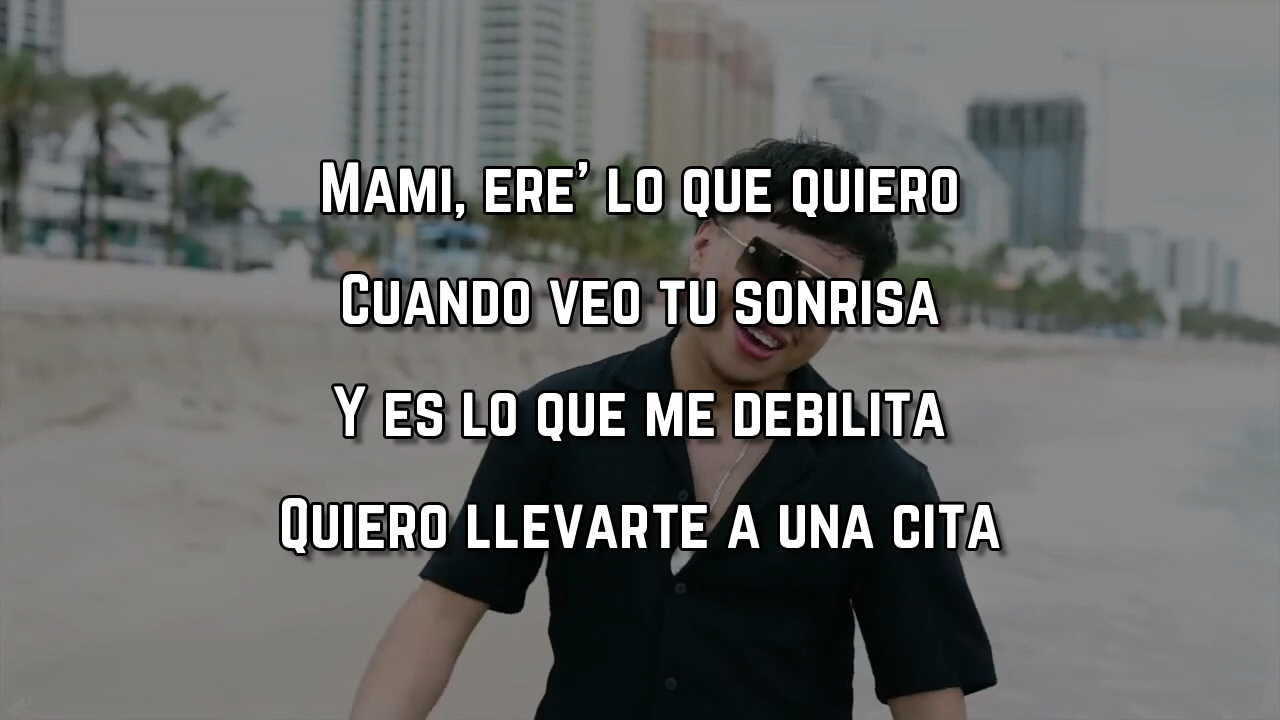 Mami, ere' lo que quiero
Cuando veo tu sonrisa
Y es lo que me debilita
Quiero llevarte a una cita